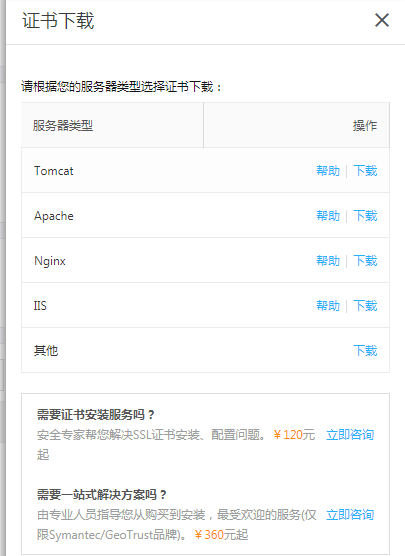 证书下载
请根据您的服务器类型选择证书下载：
服务器类型 操作
Tomcat 帮助 | 下载
Apache 帮助 | 下载
Nginx 帮助 | 下载
IIS 帮助 | 下载
其他 下载
需要证书安装服务吗？
安全专家帮您解决SSL证书安装、配置问题。¥120元 立即咨询
起
需要一站式解决方案吗？
由专业人员指导您从购买到安装，最受欢迎的服务(仅 立即咨询
限Symantec/GeoTrust品牌)。¥360元起